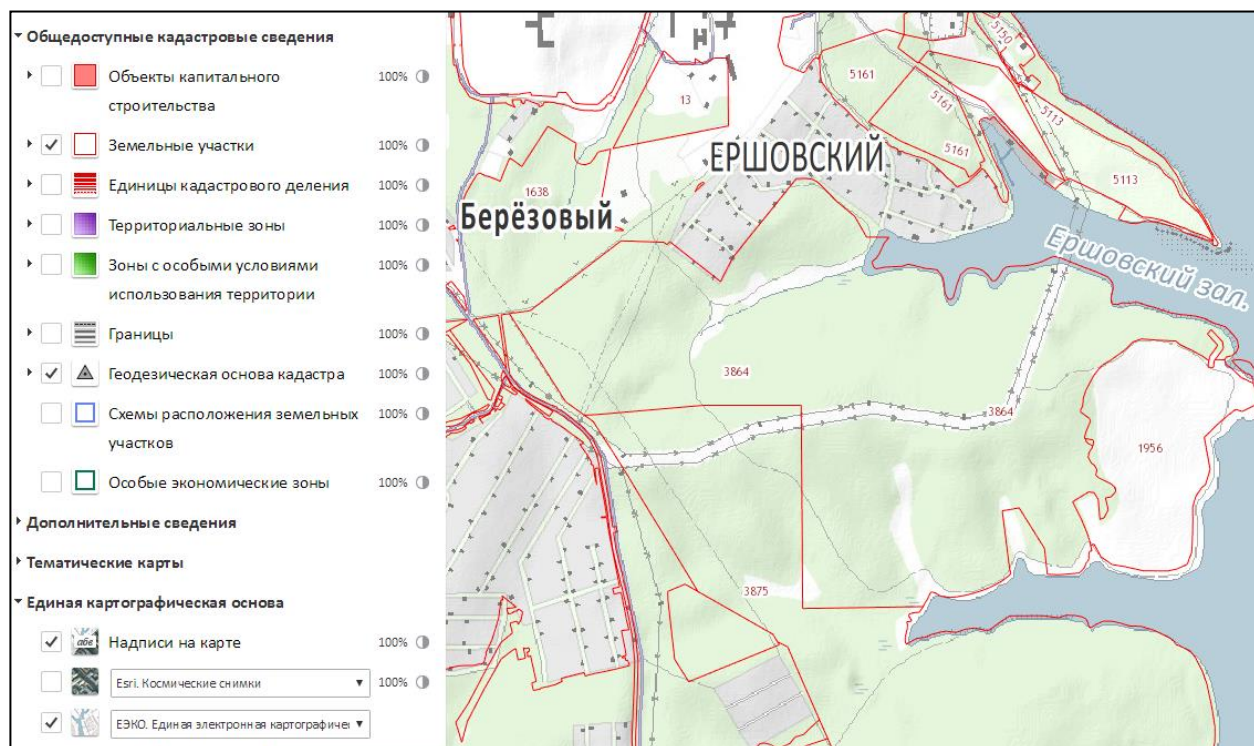 Общедоступные кадастровые сведения
Объекты капитального 100%
строительства
Земельные участки 100%
Единицы кадастрового деления 100%
Территориальные зоны 100%
Зоны с особыми условиями 100%
использования территории
Границы 100%
Геодезическая основа кадастра 100%
Схемы расположения земельных 100%
участков
Особые экономические зоны 100%
Дополнительные сведения
Тематические карты
Единая картографическая основа
абв Надписи на карте 100%
Esri. Космические снимки 100%
ЕЭКО. Единая электронная картографичес
5150
5161
13
5161
5113
ЕРШОВСКИЙ
5161
5113
1638
Берёзовый
Ершовский зал.
3864
3864
1956
3875